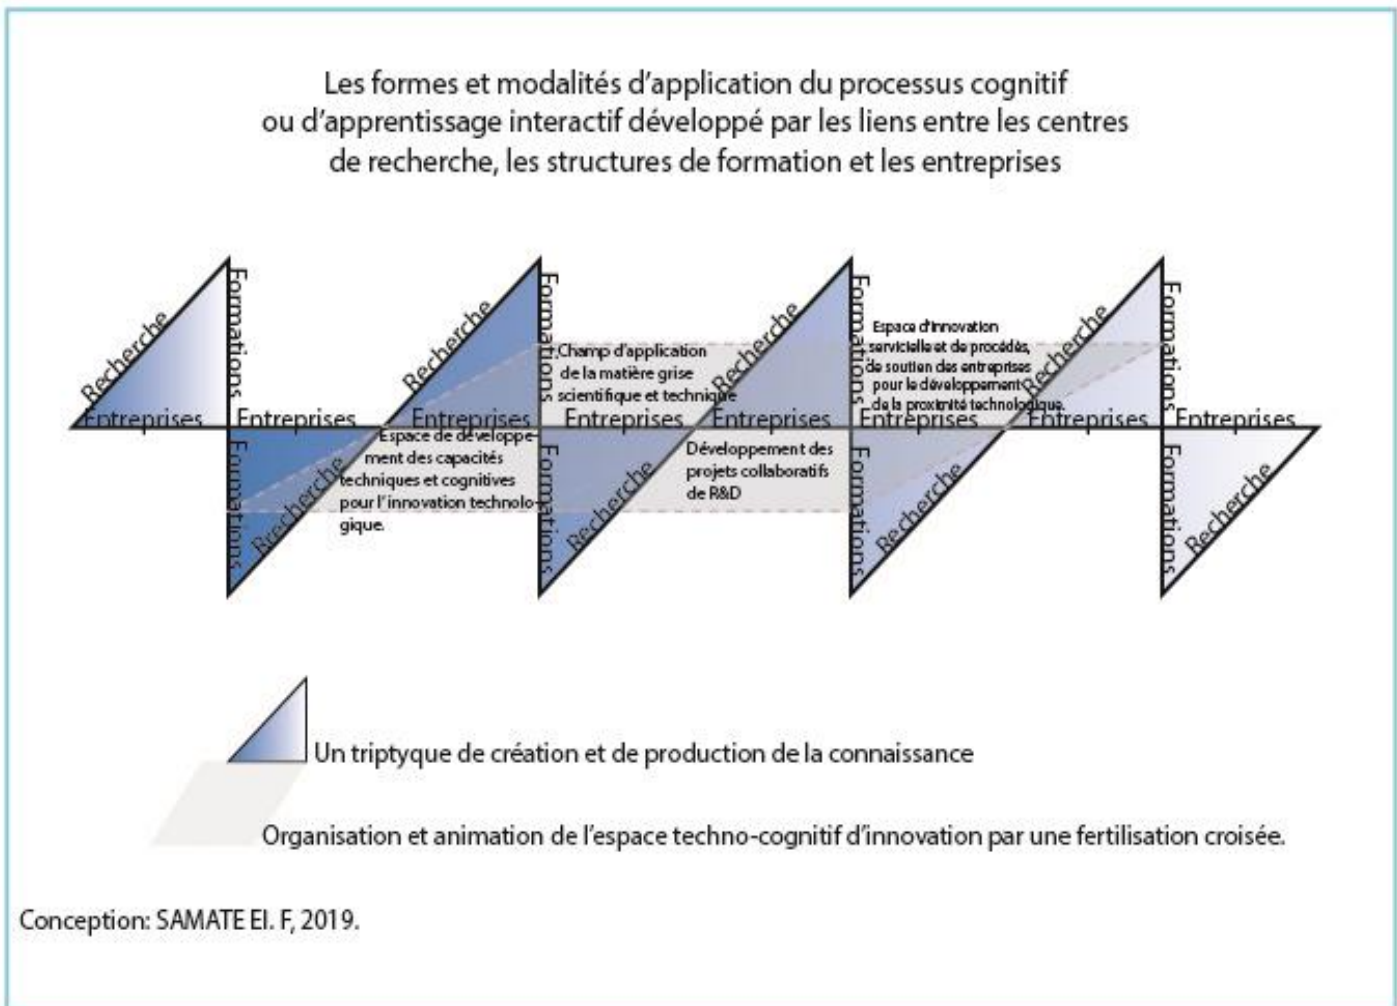 Les formes et modalités d'application du processus cognitif
ou d'apprentissage interactif développé par les liens entre les centres
de recherche, les structures de formation et les entreprises
Recherche
Formations
Entreprises
Entreprises
Formations
Brecherche
Recherche
Formations
Entreprises
Espace de développe-
ment des capacités
techniques et cognitives
pour l'innovation technolo-
gique.
Champ d'application
de la matière grise
scientifique et technique
Entreprises
Formations
Recherche
Recherche
Formations
Entreprises
Développement des
projets collaboratifs
de R&D
Espace d'innovation
servicielle et de procédés,
de soutien des entreprises
pour le développement
de la proximité technologique.
Entreprises
Formations
Recherche
Recherche
Formations
Entreprises
Entreprises
Formations
Recherche
Un triptyque de création et de production de la connaissance
Organisation et animation de l'espace techno-cognitif d'innovation par une fertilisation croisée.
Conception: SAMATE El. F, 2019.